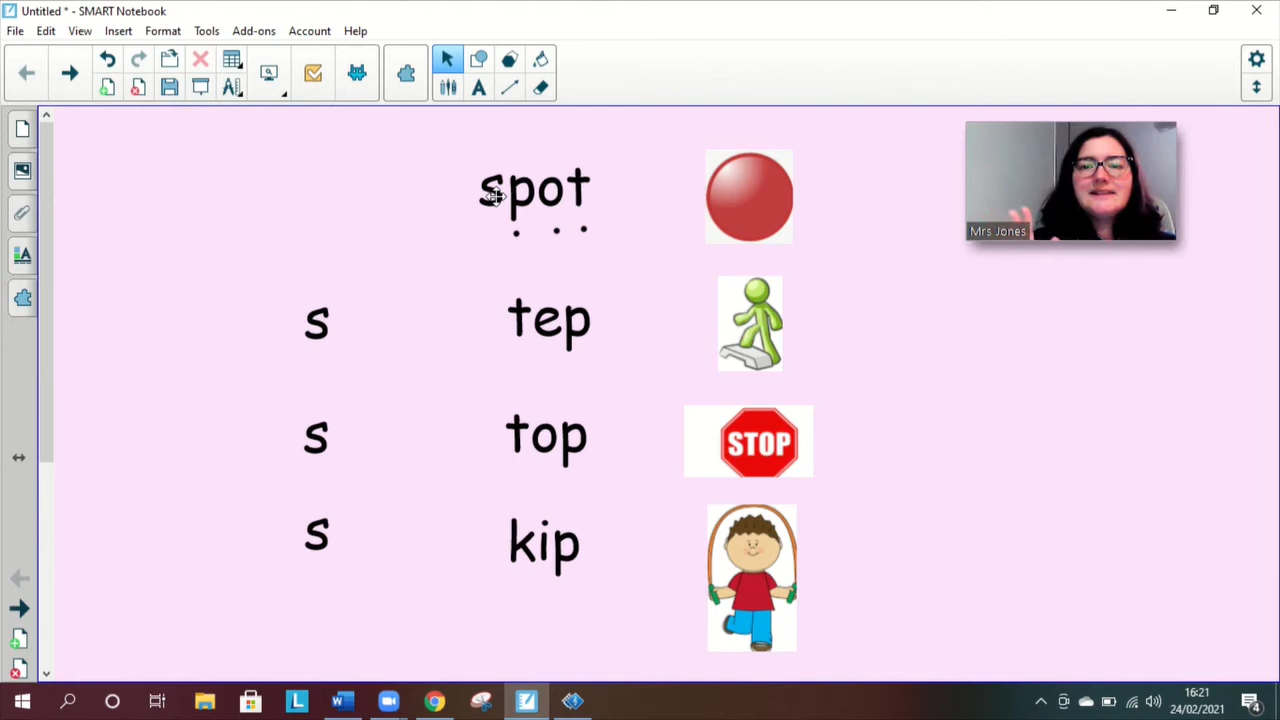 Untitled * - SMART Notebook
File Edit View Insert Format Tools Add-ons Account Help
spot
Mrs Jones
s tep
s top
STOP
s kip
16:21
24/02/2021
4